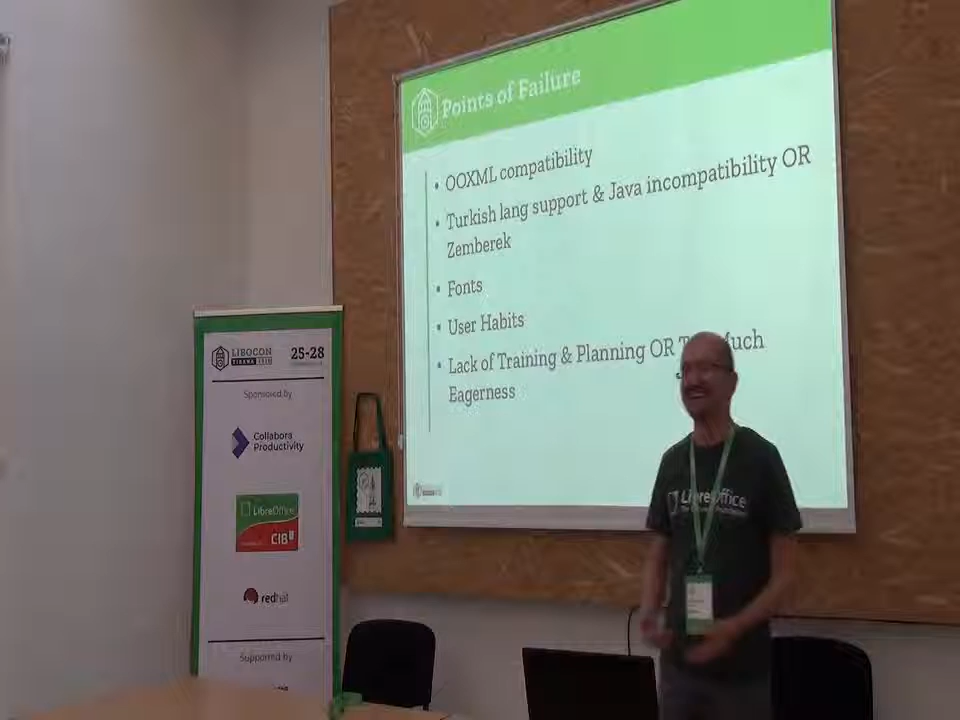 Points of Failure
• OOXML compatibility
• Turkish lang support & Java incompatibility OR
Zemberek
• Fonts
• User Habits
• Lack of Training & Planning OR Much
Eagerness
LIBOCON
25-28
Sponsored by
Collabora
Productivity
LibreOffice
CIB
redhat
Supported by
LibreOffice